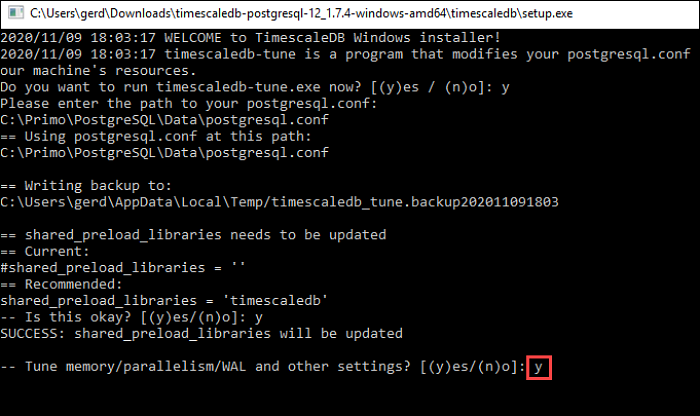 C:\Users\gerd\Downloads\timescaledb-postgresql-12_1.7.4-windows-amd64\timescaledb\setup.exe
2020/11/09 18:03:17 WELCOME to TimescaleDB Windows installer!
2020/11/09 18:03:17 timescaledb-tune is a program that modifies your postgresql.conf
our machine's resources.
Do you want to run timescaledb-tune.exe now? [(y)es / (n)o]: y
Please enter the path to your postgresql.conf:
C:\Primo\PostgreSQL\Data\postgresql.conf
== Using postgresql.conf at this path:
C:\Primo\PostgreSQL\Data\postgresql.conf
== Writing backup to:
C:\Users\gerd\AppData\Local\Temp/timescaledb_tune.backup202011091803
== shared_preload_libraries needs to be updated
== Current:
#shared_preload_libraries = ''
== Recommended:
shared_preload_libraries = 'timescaledb'
-- Is this okay? [(y)es/(n)o]: y
SUCCESS: shared_preload_libraries will be updated
-- Tune memory/parallelism/WAL and other settings? [(y)es/(n)o]: y